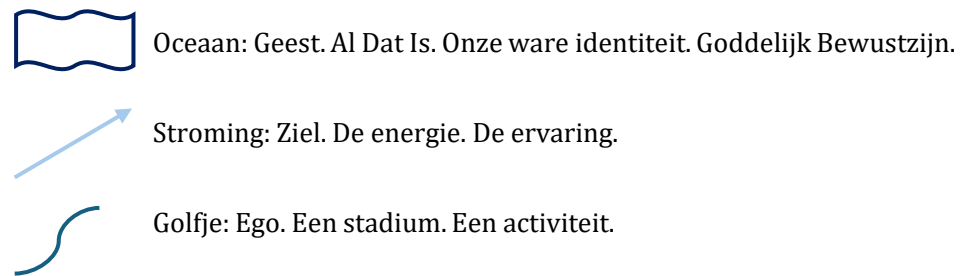 Oceaan: Geest. Al Dat Is. Onze ware identiteit. Goddelijk Bewustzijn.
Stroming: Ziel. De energie. De ervaring.
Golfje: Ego. Een stadium. Een activiteit.